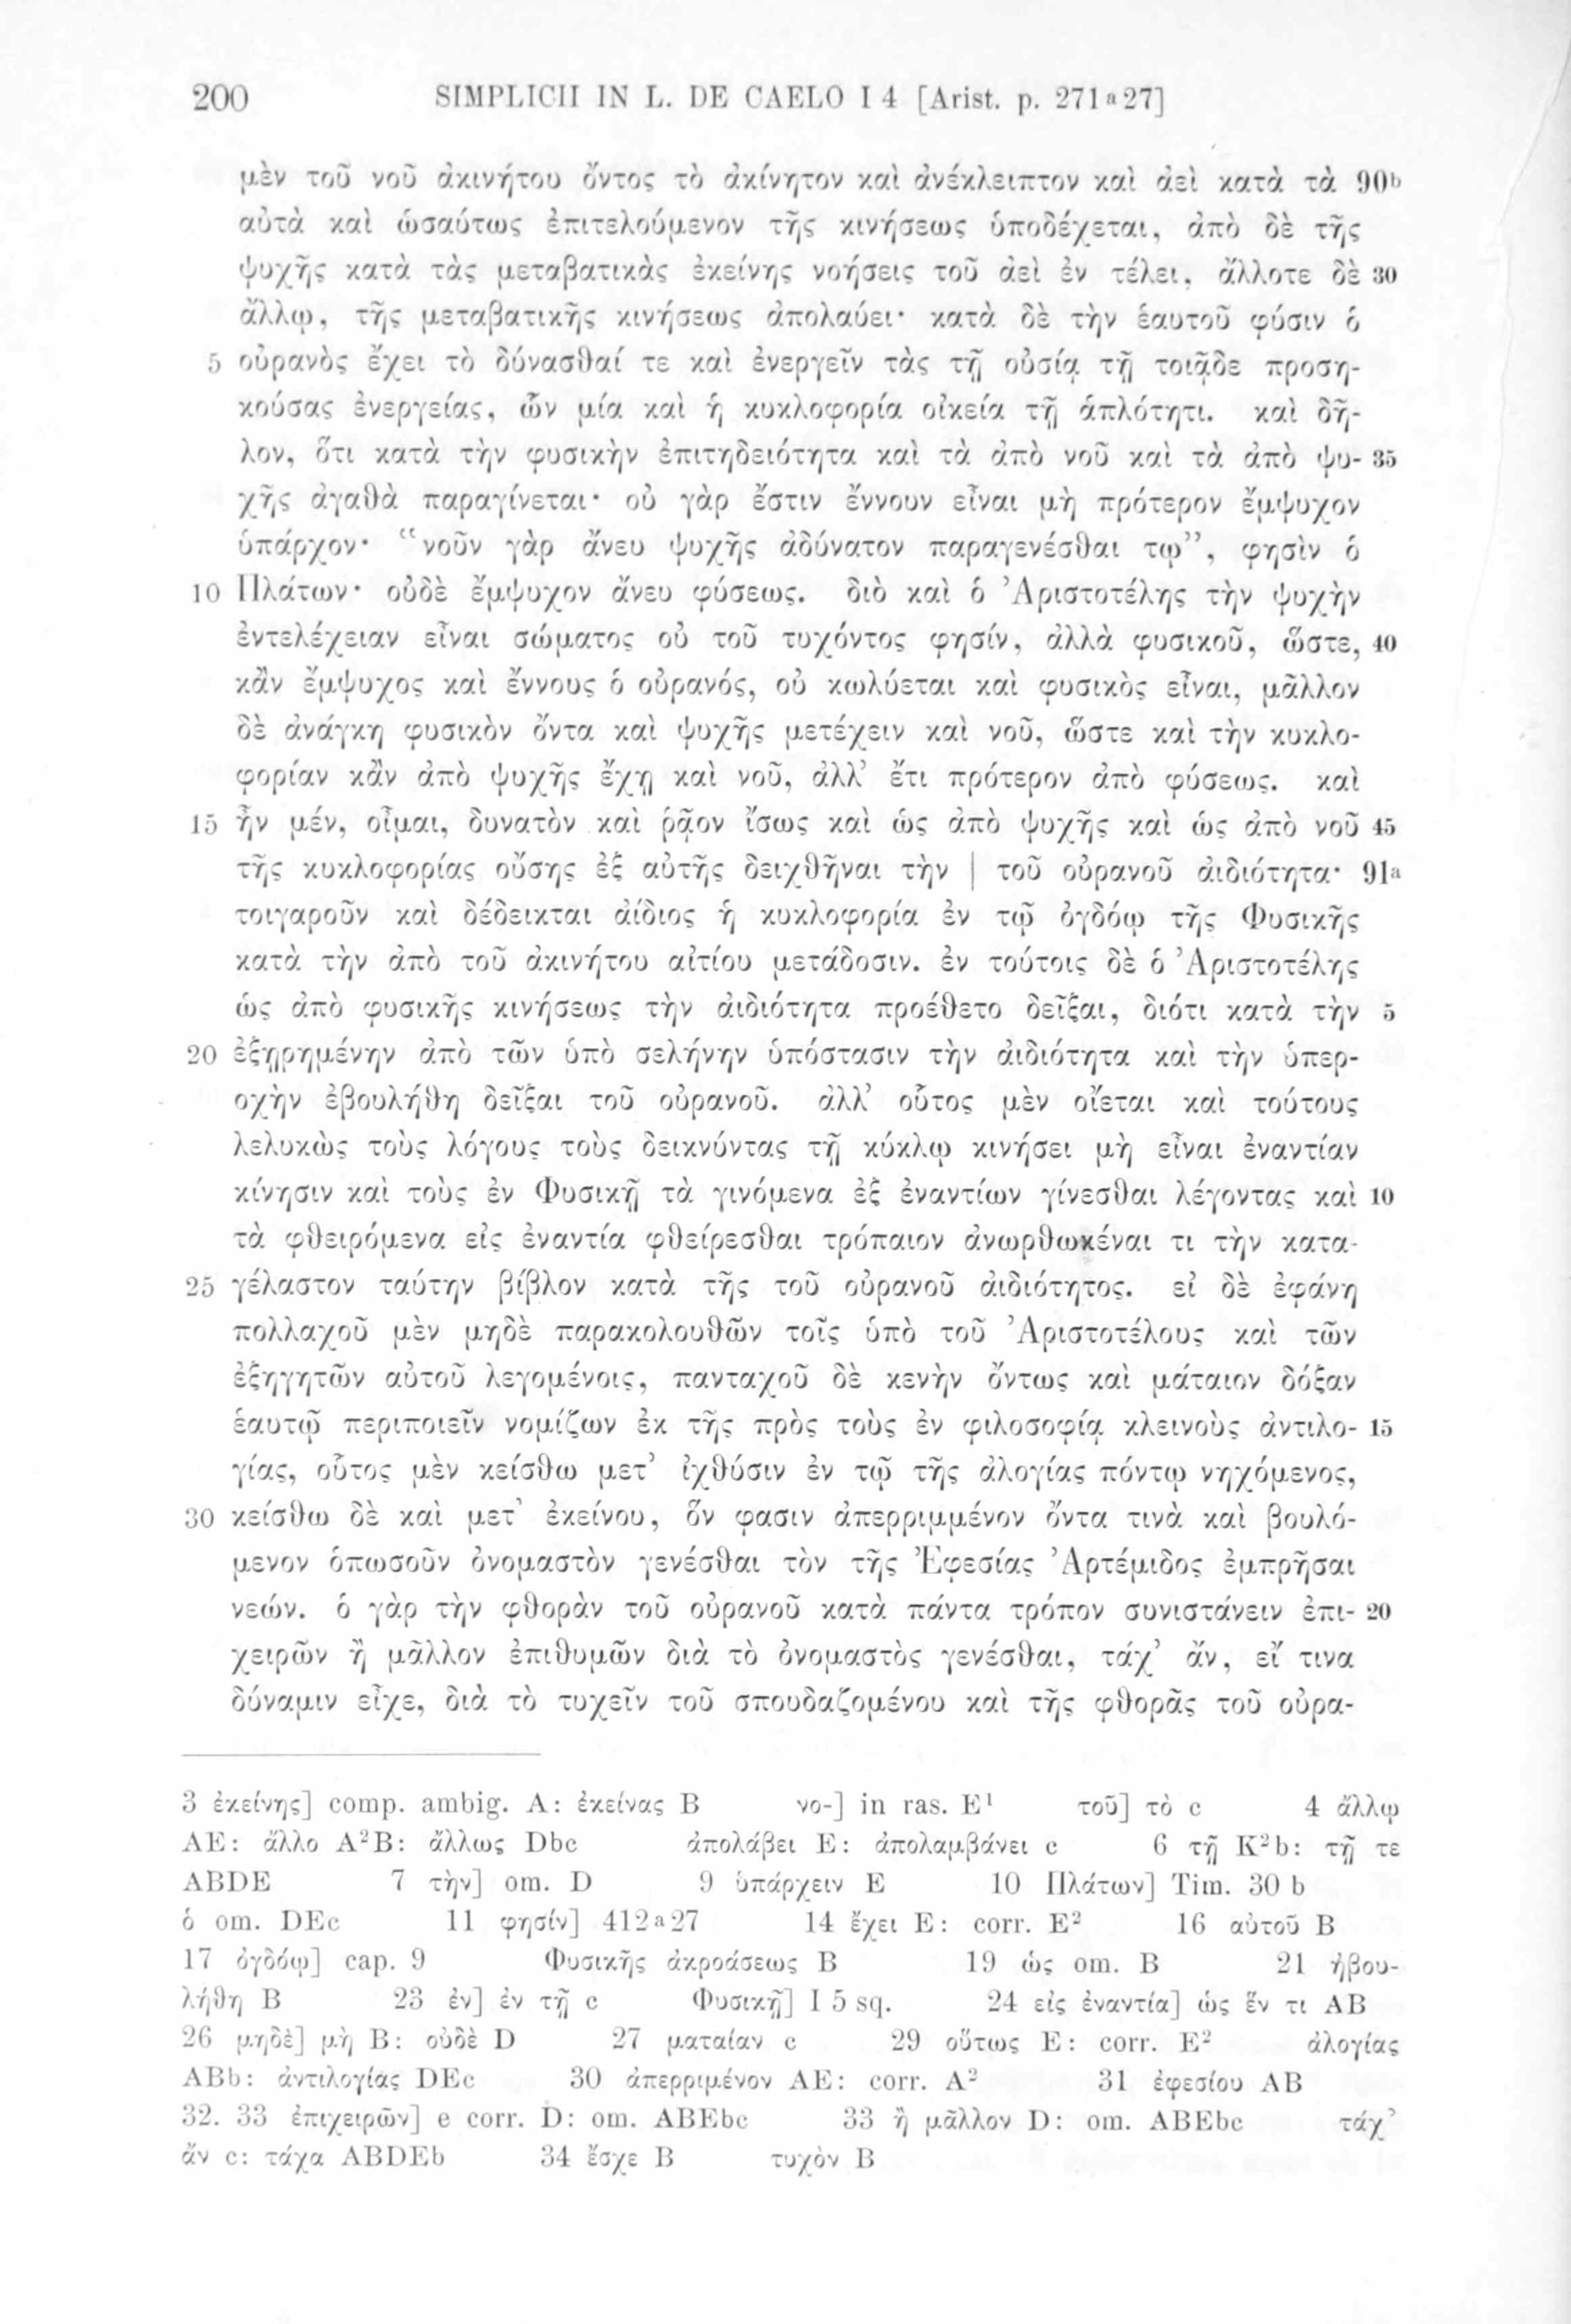 200 SIMPLICII IN L. DE CAELO I 4 [Arist. p. 271 a 27]
μὲν τοῦ νοῦ ἀκινήτου ὄντος τὸ ἀκίνητον καὶ ἀνέκλειπτον καὶ ἀεὶ κατὰ τὰ 90b
αὐτὰ καὶ ὡσαύτως ἐπιτελούμενον τῆς κινήσεως ὑποδέχεται, ἀπὸ δὲ τῆς
ψυχῆς κατὰ τὰς μεταβατικὰς ἐκείνης νοήσεις τοῦ ἀεὶ ἐν τέλει, ἄλλοτε δὲ 30
ἄλλῳ, τῆς μεταβατικῆς κινήσεως ἀπολαύει· κατὰ δὲ τὴν ἑαυτοῦ φύσιν ὁ
5 οὐρανὸς ἔχει τὸ δύνασθαί τε καὶ ἐνεργεῖν τὰς τῇ οὐσίᾳ τῇ τοιᾷδε προση-
κούσας ἐνεργείας, ὧν μία καὶ ἡ κυκλοφορία οἰκεία τῇ ἁπλότητι. καὶ δῆ-
λον, ὅτι κατὰ τὴν φυσικὴν ἐπιτηδειότητα καὶ τὰ ἀπὸ νοῦ καὶ τὰ ἀπὸ ψυ- 35
χῆς ἀγαθὰ παραγίνεται· οὐ γὰρ ἔστιν ἔννουν εἶναι μὴ πρότερον ἔμψυχον
ὑπάρχον· “νοῦν γὰρ ἄνευ ψυχῆς ἀδύνατον παραγενέσθαι τῳ”, φησὶν ὁ
10 Πλάτων· οὐδὲ ἔμψυχον ἄνευ φύσεως. διὸ καὶ ὁ Ἀριστοτέλης τὴν ψυχὴν
ἐντελέχειαν εἶναι σώματος οὐ τοῦ τυχόντος φησίν, ἀλλὰ φυσικοῦ, ὥστε, 40
κἂν ἔμψυχος καὶ ἔννους ὁ οὐρανός, οὐ κωλύεται καὶ φυσικὸς εἶναι, μᾶλλον
δὲ ἀνάγκη φυσικὸν ὄντα καὶ ψυχῆς μετέχειν καὶ νοῦ, ὥστε καὶ τὴν κυκλο-
φορίαν κἂν ἀπὸ ψυχῆς ἔχῃ καὶ νοῦ, ἀλλ’ ἔτι πρότερον ἀπὸ φύσεως. καὶ
15 ἦν μέν, οἶμαι, δυνατὸν καὶ ῥᾷον ἴσως καὶ ὡς ἀπὸ ψυχῆς καὶ ὡς ἀπὸ νοῦ 45
τῆς κυκλοφορίας οὔσης ἐξ αὐτῆς δειχθῆναι τὴν | τοῦ οὐρανοῦ ἀιδιότητα· 91a
τοιγαροῦν καὶ δέδεικται ἀίδιος ἡ κυκλοφορία ἐν τῷ ὀγδόῳ τῆς Φυσικῆς
κατὰ τὴν ἀπὸ τοῦ ἀκινήτου αἰτίου μετάδοσιν. ἐν τούτοις δὲ ὁ Ἀριστοτέλης
ὡς ἀπὸ φυσικῆς κινήσεως τὴν ἀιδιότητα προέθετο δεῖξαι, διότι κατὰ τὴν 5
20 ἐξῃρημένην ἀπὸ τῶν ὑπὸ σελήνην ὑπόστασιν τὴν ἀιδιότητα καὶ τὴν ὑπερ-
οχὴν ἐβουλήθη δεῖξαι τοῦ οὐρανοῦ. ἀλλ’ οὗτος μὲν οἴεται καὶ τούτους
λελυκὼς τοὺς λόγους τοὺς δεικνύντας τῇ κύκλῳ κινήσει μὴ εἶναι ἐναντίαν
κίνησιν καὶ τοὺς ἐν Φυσικῇ τὰ γινόμενα ἐξ ἐναντίων γίνεσθαι λέγοντας καὶ 10
τὰ φθειρόμενα εἰς ἐναντία φθείρεσθαι τρόπαιον ἀνωρθωκέναι τι τὴν κατα-
25 γέλαστον ταύτην βίβλον κατὰ τῆς τοῦ οὐρανοῦ ἀιδιότητος. εἰ δὲ ἐφάνη
πολλαχοῦ μὲν μηδὲ παρακολουθῶν τοῖς ὑπὸ τοῦ Ἀριστοτέλους καὶ τῶν
ἐξηγητῶν αὐτοῦ λεγομένοις, πανταχοῦ δὲ κενὴν ὄντως καὶ μάταιον δόξαν
ἑαυτῷ περιποιεῖν νομίζων ἐκ τῆς πρὸς τοὺς ἐν φιλοσοφίᾳ κλεινοὺς ἀντιλο- 15
γίας, οὗτος μὲν κείσθω μετ’ ἰχθύσιν ἐν τῷ τῆς ἀλογίας πόντῳ νηχόμενος,
30 κείσθω δὲ καὶ μετ’ ἐκείνου, ὅν φασιν ἀπερριμμένον ὄντα τινὰ καὶ βουλό-
μενον ὁπωσοῦν ὀνομαστὸν γενέσθαι τὸν τῆς Ἐφεσίας Ἀρτέμιδος ἐμπρῆσαι
νεών. ὁ γὰρ τὴν φθορὰν τοῦ οὐρανοῦ κατὰ πάντα τρόπον συνιστάνειν ἐπι- 20
χειρῶν ἢ μᾶλλον ἐπιθυμῶν διὰ τὸ ὀνομαστὸς γενέσθαι, τάχ’ ἄν, εἴ τινα
δύναμιν εἶχε, διὰ τὸ τυχεῖν τοῦ σπουδαζομένου καὶ τῆς φθορᾶς τοῦ οὐρα-
3 ἐκείνης] comp. ambig. A: ἐκείνας B νο-] in ras. E¹ τοῦ] τὸ c 4 ἄλλῳ
AE: ἄλλο A²B: ἄλλως Dbc ἀπολάβει E: ἀπολαμβάνει c 6 τῇ K²b: τῇ τε
ABDE 7 τὴν] om. D 9 ὑπάρχειν E 10 Πλάτων] Tim. 30 b
ὁ om. DEc 11 φησίν] 412 a 27 14 ἔχει E: corr. E² 16 αὐτοῦ B
17 ὀγδόῳ] cap. 9 Φυσικῆς ἀκροάσεως B 19 ὡς om. B 21 ἠβου-
λήθη B 23 ἐν] ἐν τῇ c Φυσικῇ] I 5 sq. 24 εἰς ἐναντία] ὡς ἕν τι AB
26 μηδὲ] μὴ B: οὐδὲ D 27 ματαίαν c 29 οὕτως E: corr. E² ἀλογίας
ABb: ἀντιλογίας DEc 30 ἀπερριμένον AE: corr. A² 31 ἐφεσίου AB
32. 33 ἐπιχειρῶν] e corr. D: om. ABEbc 33 ἢ μᾶλλον D: om. ABEbc τάχ’
ἄν c: τάχα ABDEb 34 ἔσχε B τυχὸν B